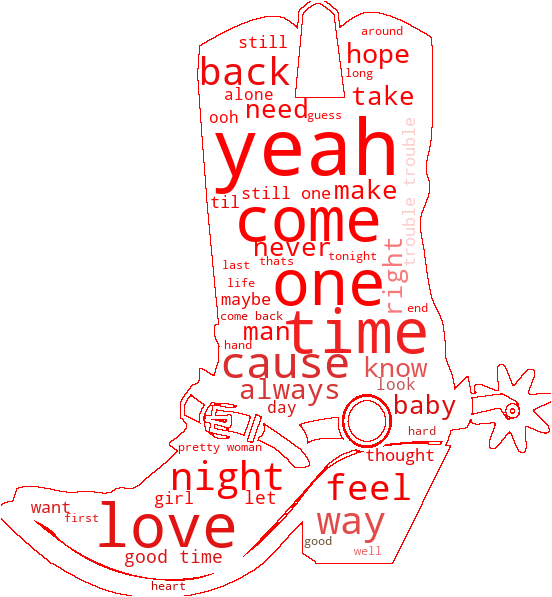 around
still
hope
back
long
alone
take
need
ooh
guess
yeah
trouble trouble
still one
make
til
come
never
right
thats
tonight
last
one
life
maybe
end
come back
time
man
hand
cause
know
always
look
baby
day
hard
pretty woman
thought
night
feel
girl
let
want
love
way
first
good
good time
well
heart